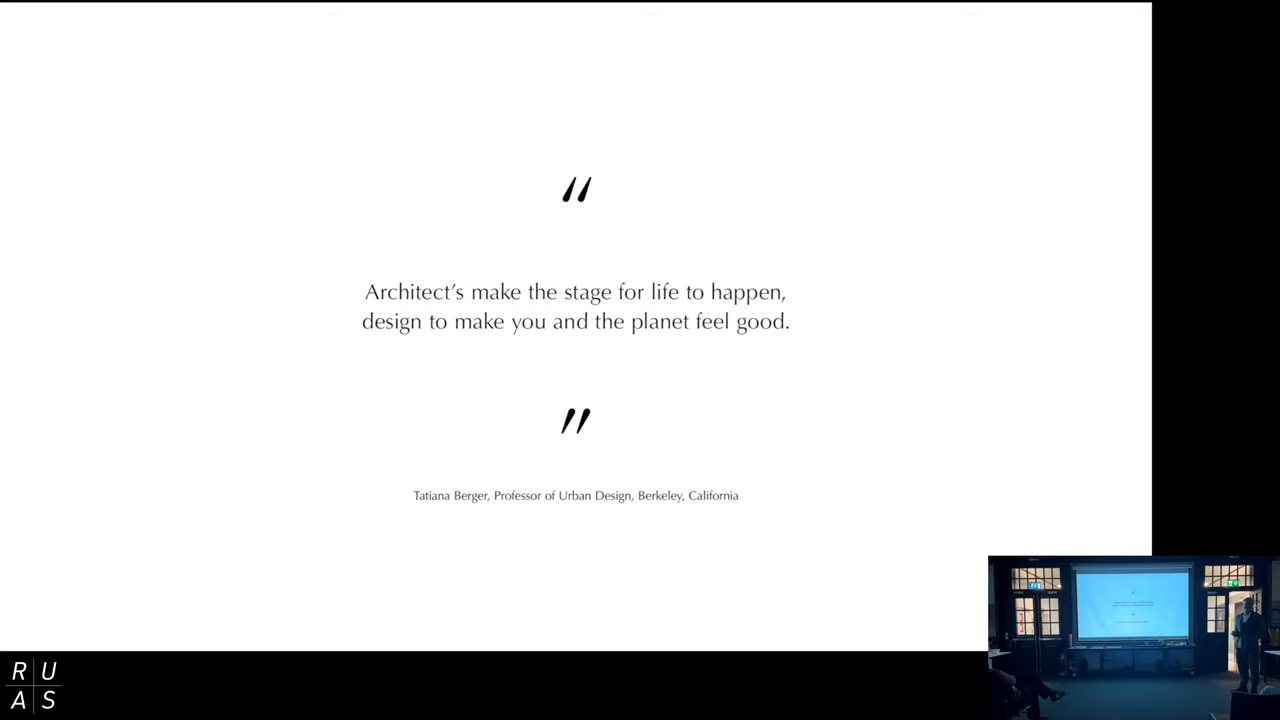 “
Architect’s make the stage for life to happen,
design to make you and the planet feel good.
”
Tatiana Berger, Professor of Urban Design, Berkeley, California
R U
A S